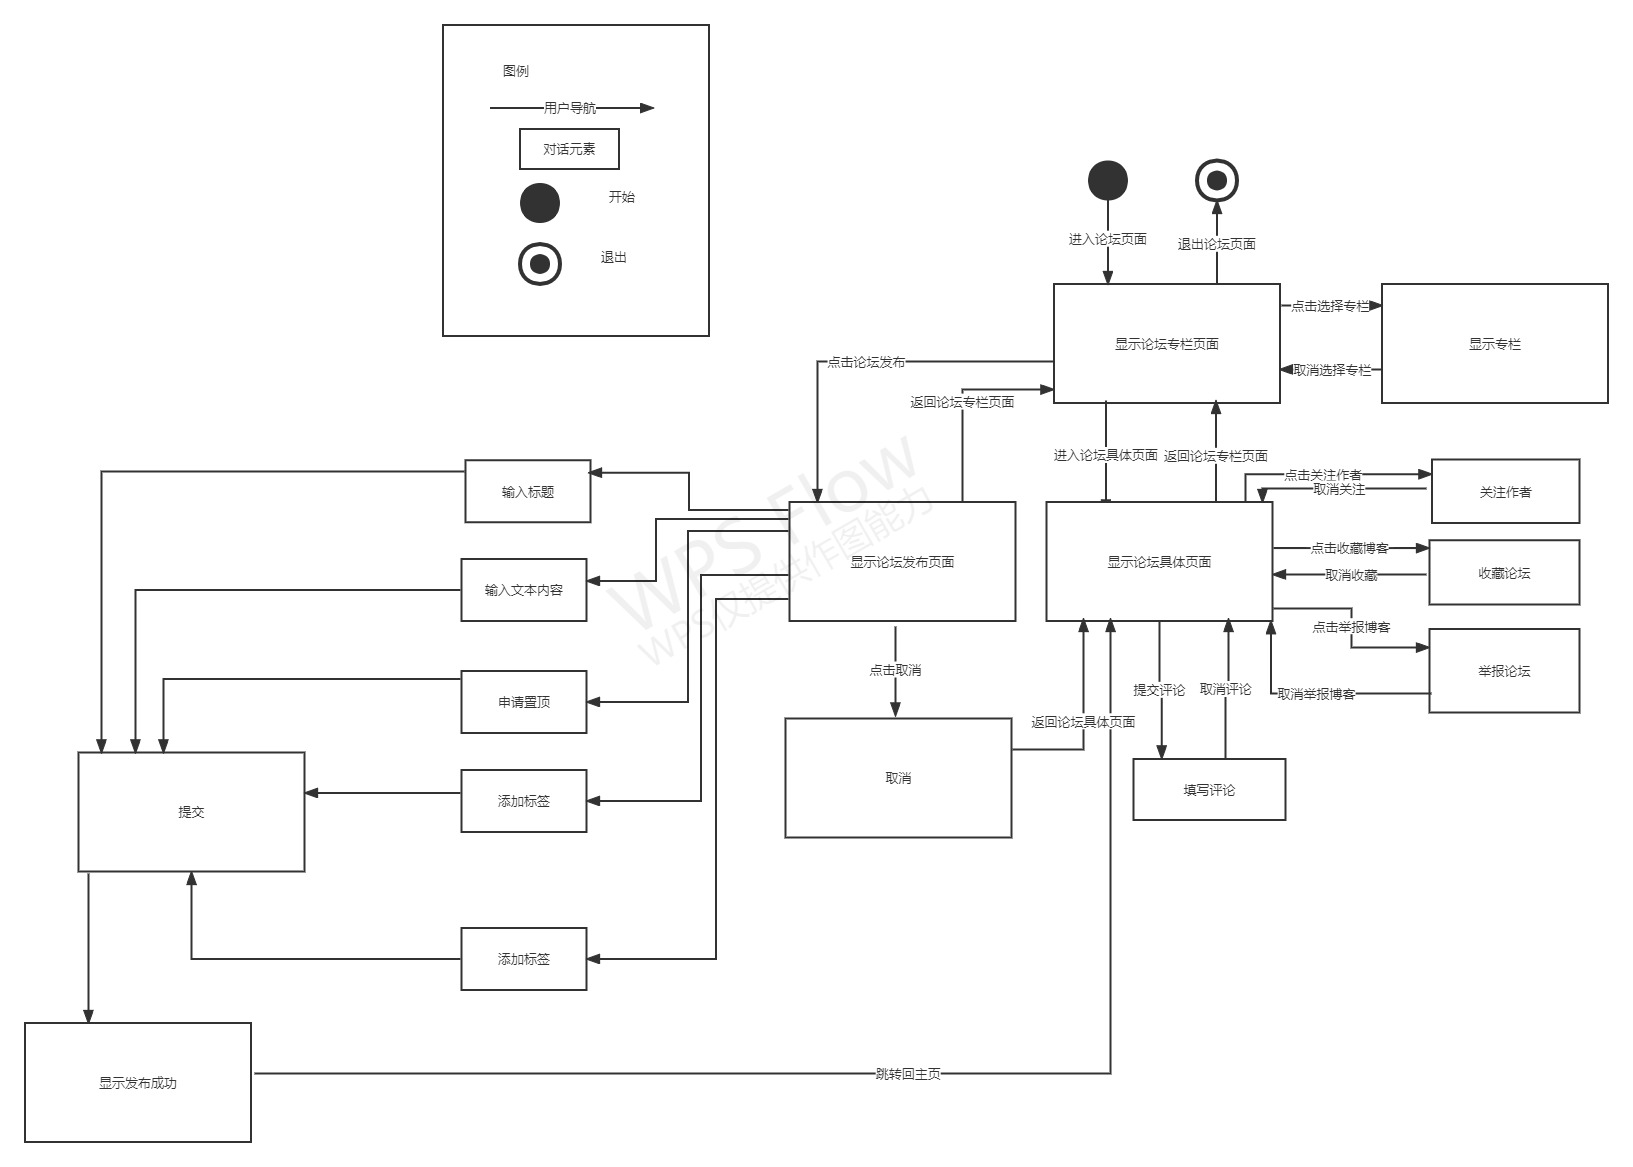 图例
用户导航
对话元素
开始
退出
进入论坛页面
退出论坛页面
显示论坛专栏页面
点击选择专栏
取消选择专栏
显示专栏
点击论坛发布
返回论坛专栏页面
进入论坛具体页面
返回论坛专栏页面
点击关注作者
取消关注
关注作者
输入标题
输入文本内容
申请置顶
添加标签
添加标签
显示论坛发布页面
显示论坛具体页面
点击收藏博客
取消收藏
收藏论坛
点击举报博客
取消举报博客
举报论坛
点击取消
取消
返回论坛具体页面
提交评论
取消评论
填写评论
提交
显示发布成功
跳转回主页
WPS Flow
WPS仅提供作图能力